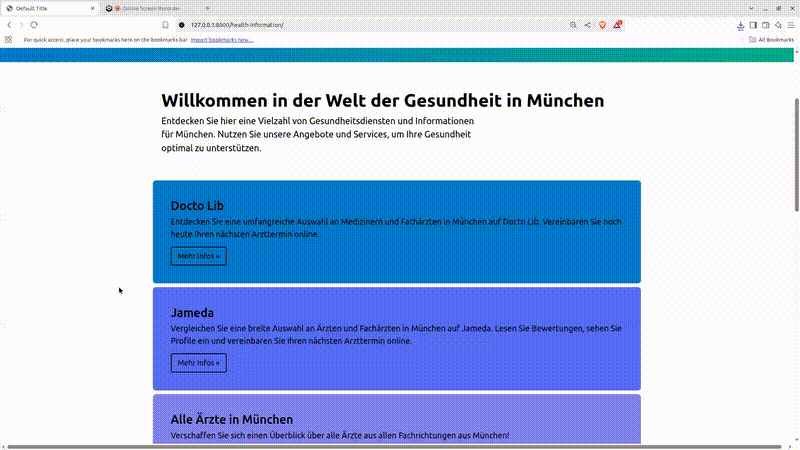 Default Title
Online Screen Recorder
127.0.0.1:8000/health-information/
For quick access, place your bookmarks here on the bookmarks bar. Import bookmarks now...
All Bookmarks
Willkommen in der Welt der Gesundheit in München
Entdecken Sie hier eine Vielzahl von Gesundheitsdiensten und Informationen
für München. Nutzen Sie unsere Angebote und Services, um Ihre Gesundheit
optimal zu unterstützen.
Docto Lib
Entdecken Sie eine umfangreiche Auswahl an Medizinern und Fachärzten in München auf Docto Lib. Vereinbaren Sie noch
heute Ihren nächsten Arzttermin online.
Mehr Infos »
Jameda
Vergleichen Sie eine breite Auswahl an Ärzten und Fachärzten in München auf Jameda. Lesen Sie Bewertungen, sehen Sie
Profile ein und vereinbaren Sie Ihren nächsten Arzttermin online.
Mehr Infos »
Alle Ärzte in München
Verschaffen Sie sich einen Überblick über alle Ärzte aus allen Fachrichtungen aus München!